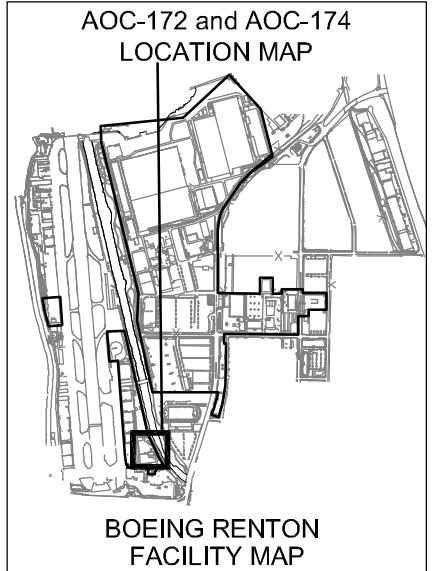 AOC-172 and AOC-174
LOCATION MAP
BOEING RENTON
FACILITY MAP